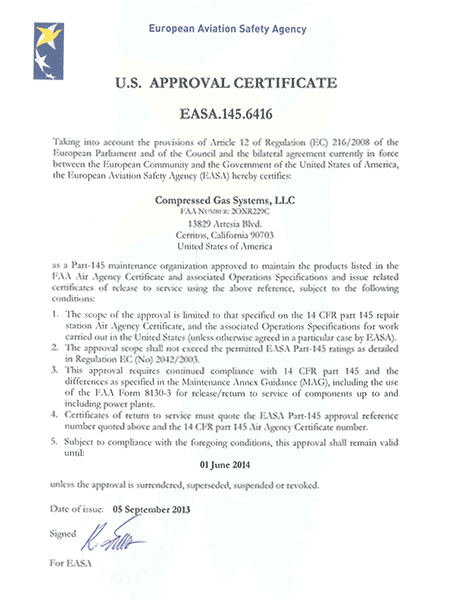 European Aviation Safety Agency
U.S. APPROVAL CERTIFICATE
EASA.145.6416
Taking into account the provisions of Article 12 of Regulation (EC) 216/2008 of the
European Parliament and of the Council and the bilateral agreement currently in force
between the European Community and the Government of the United States of America,
the European Aviation Safety Agency (EASA) hereby certifies:
Compressed Gas Systems, LLC
FAA NUMBER: 2OXR229C
13829 Artesia Blvd.
Cerritos, California 90703
United States of America
as a Part-145 maintenance organization approved to maintain the products listed in the
FAA Air Agency Certificate and associated Operations Specifications and issue related
certificates of release to service using the above reference, subject to the following
conditions:
1. The scope of the approval is limited to that specified on the 14 CFR part 145 repair
station Air Agency Certificate, and the associated Operations Specifications for work
carried out in the United States (unless otherwise agreed in a particular case by EASA).
2. The approval scope shall not exceed the permitted EASA Part-145 ratings as detailed
in Regulation EC (No) 2042/2003.
3. This approval requires continued compliance with 14 CFR part 145 and the
differences as specified in the Maintenance Annex Guidance (MAG), including the use
of the FAA Form 8130-3 for release/return to service of components up to and
including power plants.
4. Certificates of return to service must quote the EASA Part-145 approval reference
number quoted above and the 14 CFR part 145 Air Agency Certificate number.
5. Subject to compliance with the foregoing conditions, this approval shall remain valid
until:
01 June 2014
unless the approval is surrendered, superseded, suspended or revoked.
Date of issue: 05 September 2013
Signed
For EASA